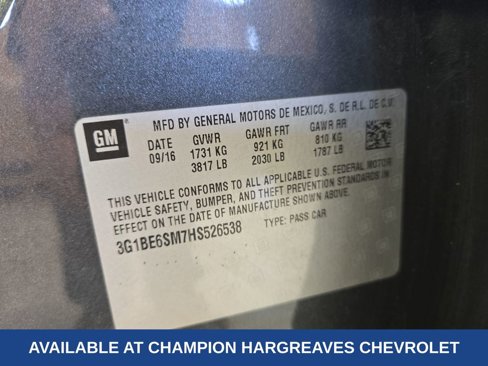 GM
MFD BY GENERAL MOTORS DE MEXICO, S. DE R.L. DE C.V.
DATE GVWR GAWR FRT GAWR RR
09/16 1731 KG 921 KG 810 KG
3817 LB 2030 LB 1787 LB
THIS VEHICLE CONFORMS TO ALL APPLICABLE U.S. FEDERAL MOTOR
VEHICLE SAFETY, BUMPER, AND THEFT PREVENTION STANDARDS IN
EFFECT ON THE DATE OF MANUFACTURE SHOWN ABOVE.
3G1BE6SM7HS526538 TYPE: PASS CAR
AVAILABLE AT CHAMPION HARGREAVES CHEVROLET